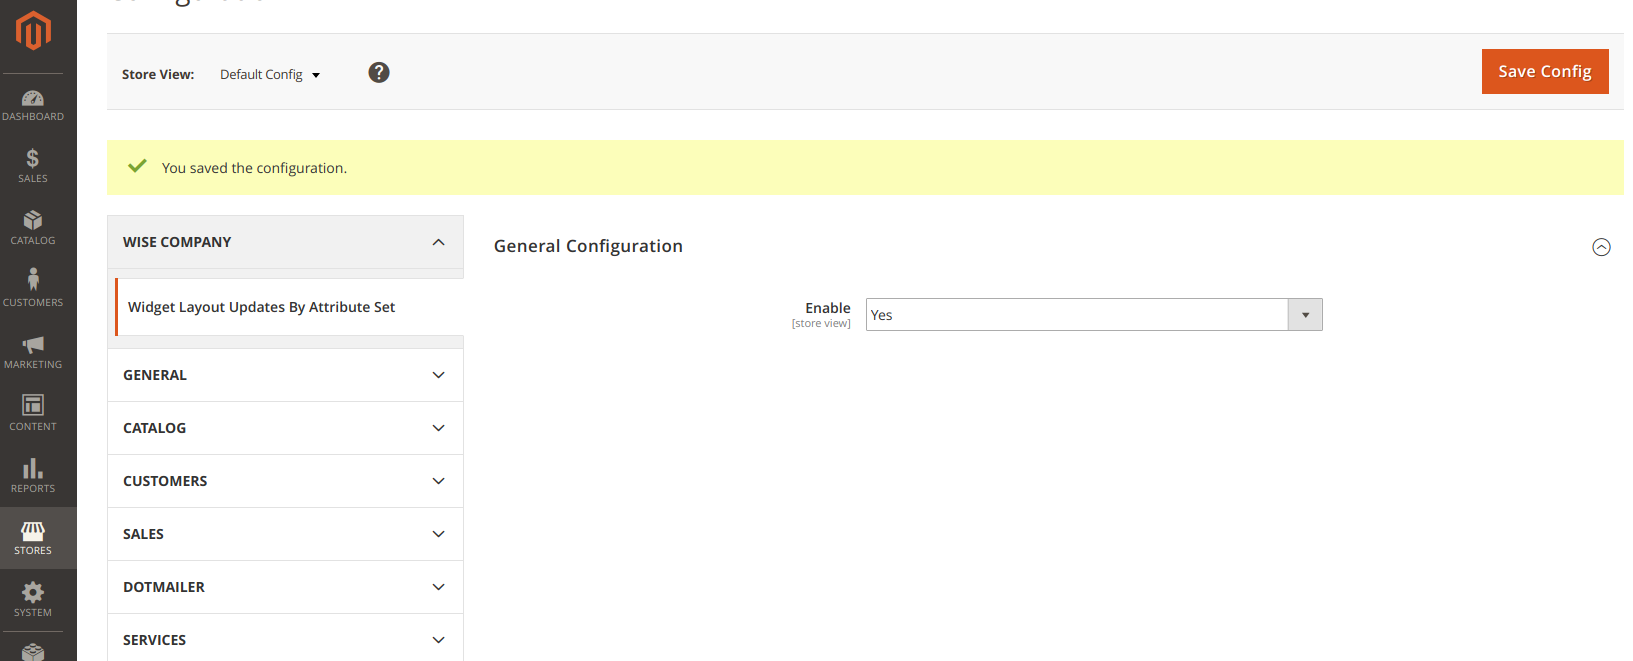 Configuration
Store View: Default Config ?
Save Config
You saved the configuration.
DASHBOARD
SALES
CATALOG
CUSTOMERS
MARKETING
CONTENT
REPORTS
STORES
SYSTEM
WISE COMPANY
Widget Layout Updates By Attribute Set
GENERAL
CATALOG
CUSTOMERS
SALES
DOTMAILER
SERVICES
General Configuration
Enable
[store view]
Yes